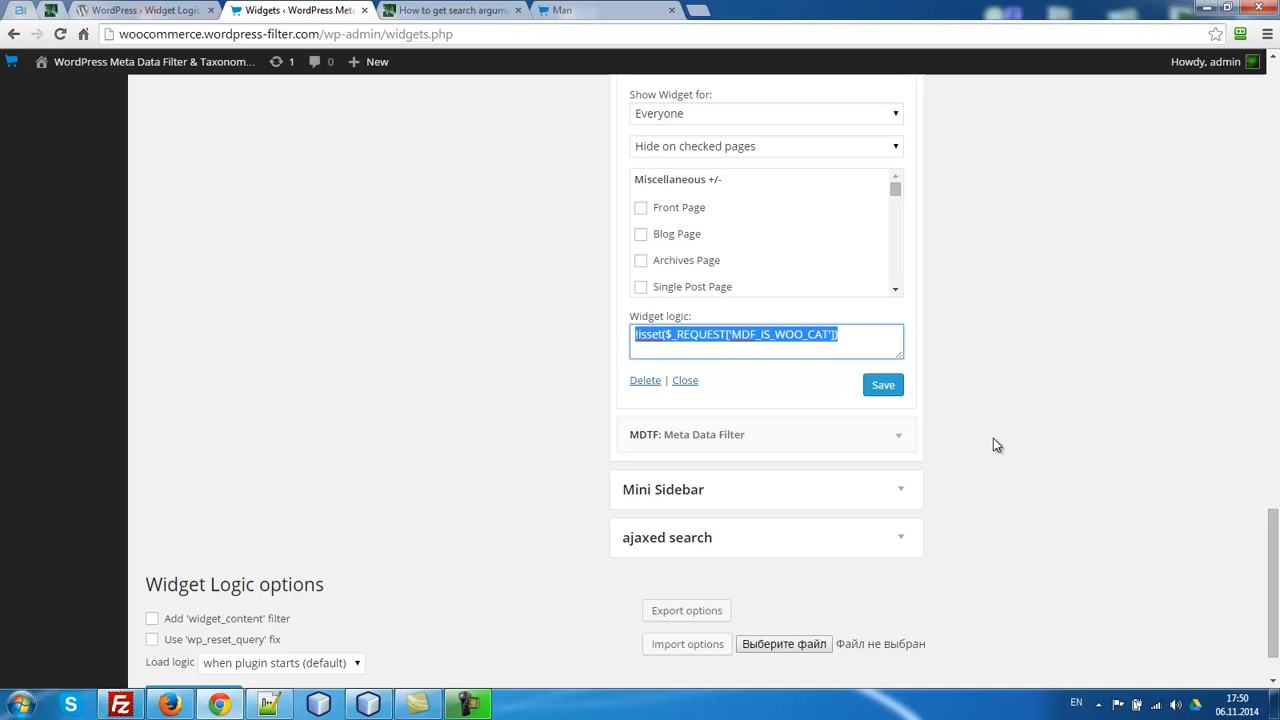 WordPress › Widget Logic
Widgets ‹ WordPress Met
How to get search argum
Man
woocommerce.wordpress-filter.com/wp-admin/widgets.php
WordPress Meta Data Filter & Taxonom... 1 0 New Howdy, admin
Show Widget for:
Everyone
Hide on checked pages
Miscellaneous +/-
Front Page
Blog Page
Archives Page
Single Post Page
Widget logic:
!isset($_REQUEST['MDF_IS_WOO_CAT'])
Delete | Close Save
MDTF: Meta Data Filter
Mini Sidebar
ajaxed search
Widget Logic options
Add 'widget_content' filter
Use 'wp_reset_query' fix
Load logic when plugin starts (default)
Export options
Import options Выберите файл Файл не выбран
EN 17:50
06.11.2014